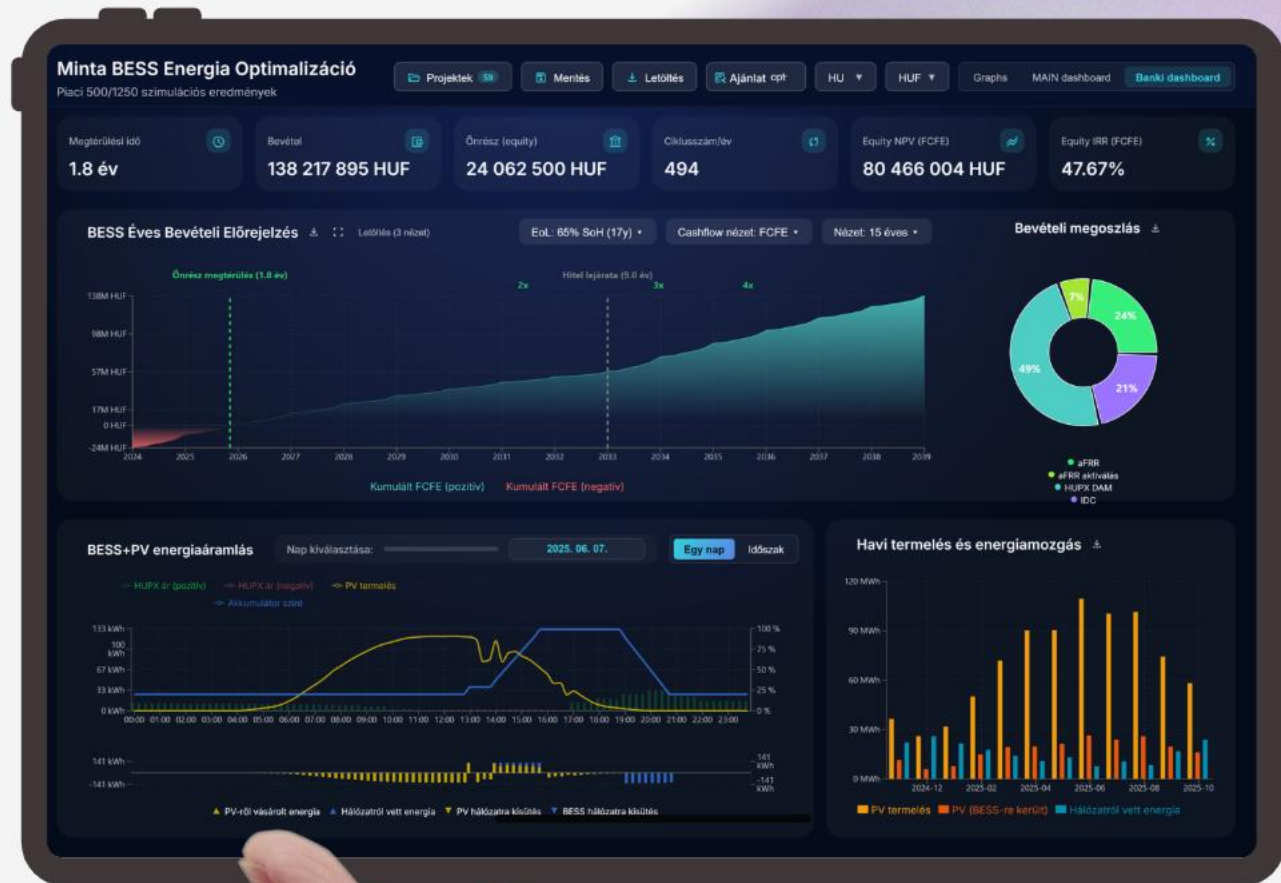 Minta BESS Energia Optimalizáció
Piaci 500/1250 szimulációs eredmények
Projektek 59
Mentés
Letöltés
Ajánlat opt
HU
HUF
Graphs
MAIN dashboard
Banki dashboard
Megtérülési idő
1.8 év
Bevétel
138 217 895 HUF
Önrész (equity)
24 062 500 HUF
Ciklusszám/év
494
Equity NPV (FCFE)
80 466 004 HUF
Equity IRR (FCFE)
47.67%
BESS Éves Bevételi Előrejelzés
Letöltés (3 nézet)
EoL: 65% SoH (17y)
Cashflow nézet: FCFE
Nézet: 15 éves
Önrész megtérülés (1.8 év)
Hitel lejárata (9.0 év)
2x
3x
4x
138M HUF
98M HUF
57M HUF
17M HUF
0 HUF
-24M HUF
2024 2025 2026 2027 2028 2029 2030 2031 2032 2033 2034 2035 2036 2037 2038 2039
Kumulált FCFE (pozitív) Kumulált FCFE (negatív)
Bevételi megoszlás
7%
24%
49%
21%
aFRR
aFRR aktiválás
HUPX DAM
IDC
BESS+PV energiaáramlás
Nap kiválasztása:
2025. 06. 07.
Egy nap
Időszak
HUPX ár (pozitív) HUPX ár (negatív) PV termelés
Akkumulátor szint
133 kWh
100 kWh
67 kWh
33 kWh
0 kWh
100 %
75 %
50 %
25 %
0 %
00:00 01:00 02:00 03:00 04:00 05:00 06:00 07:00 08:00 09:00 10:00 11:00 12:00 13:00 14:00 15:00 16:00 17:00 18:00 19:00 20:00 21:00 22:00 23:00
141 kWh
-141 kWh
141 kWh
-141 kWh
PV-ről vásárolt energia Hálózatról vett energia PV hálózatra kisütés BESS hálózatra kisütés
Havi termelés és energiamozgás
120 MWh
90 MWh
60 MWh
30 MWh
0 MWh
2024-12 2025-02 2025-04 2025-06 2025-08 2025-10
PV termelés PV (BESS-re került) Hálózatról vett energia